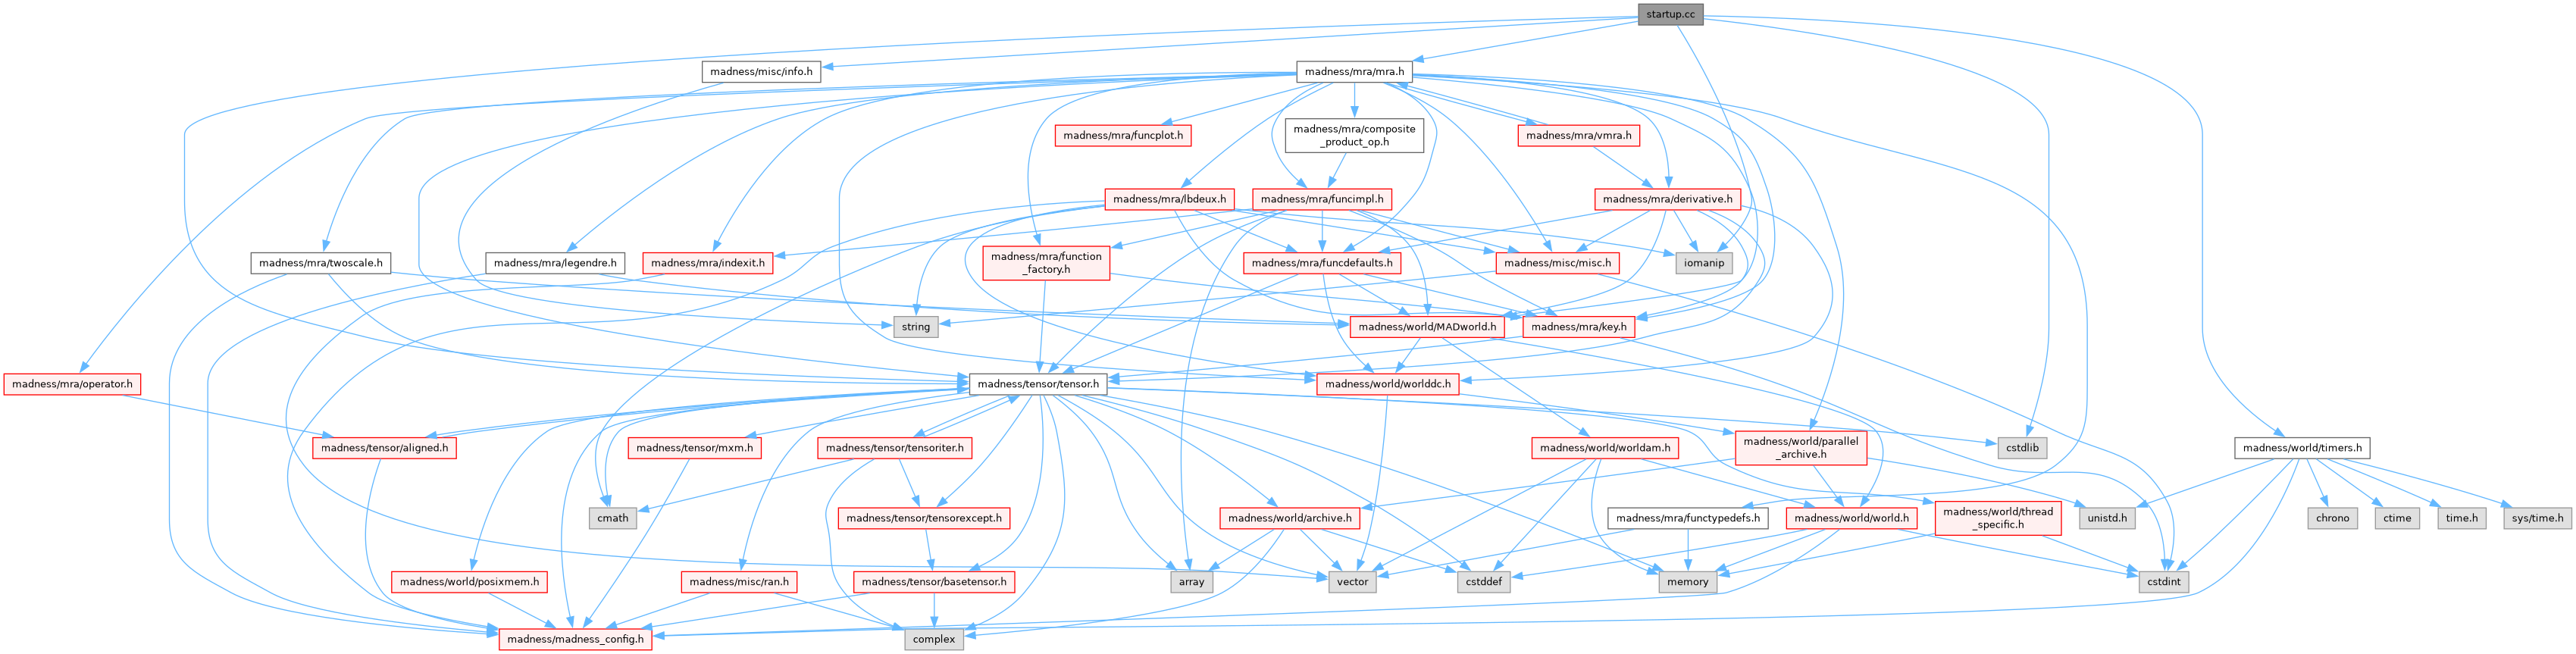 startup.cc
madness/misc/info.h
madness/mra/mra.h
madness/mra/funcplot.h
madness/mra/composite
_product_op.h
madness/mra/vmra.h
madness/mra/lbdeux.h
madness/mra/funcimpl.h
madness/mra/derivative.h
madness/mra/twoscale.h
madness/mra/legendre.h
madness/mra/indexit.h
madness/mra/function
_factory.h
madness/mra/funcdefaults.h
madness/misc/misc.h
iomanip
string
madness/world/MADworld.h
madness/mra/key.h
madness/mra/operator.h
madness/tensor/tensor.h
madness/world/worlddc.h
madness/tensor/aligned.h
madness/tensor/mxm.h
madness/tensor/tensoriter.h
madness/world/worldam.h
madness/world/parallel
_archive.h
cstdlib
madness/world/timers.h
cmath
madness/tensor/tensorexcept.h
madness/world/archive.h
madness/mra/functypedefs.h
madness/world/world.h
madness/world/thread
_specific.h
unistd.h
chrono
ctime
time.h
sys/time.h
madness/world/posixmem.h
madness/misc/ran.h
madness/tensor/basetensor.h
array
vector
cstddef
memory
cstdint
madness/madness_config.h
complex